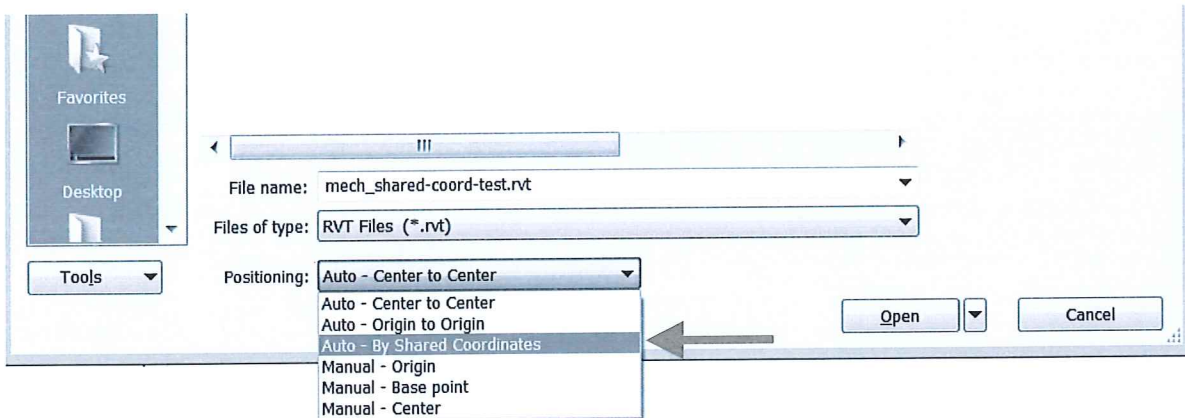 Favorites
Desktop
File name: mech_shared-coord-test.rvt
Files of type: RVT Files (*.rvt)
Tools
Positioning: Auto - Center to Center
Auto - Center to Center
Auto - Origin to Origin
Auto - By Shared Coordinates
Manual - Origin
Manual - Base point
Manual - Center
Open
Cancel